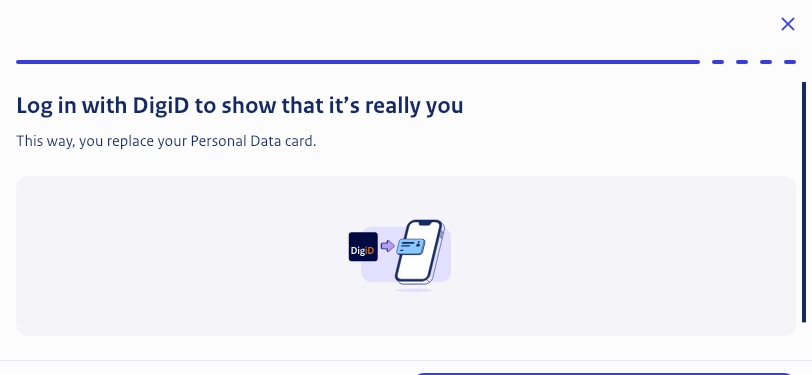 Log in with DigiD to show that it’s really you
This way, you replace your Personal Data card.
DigiD